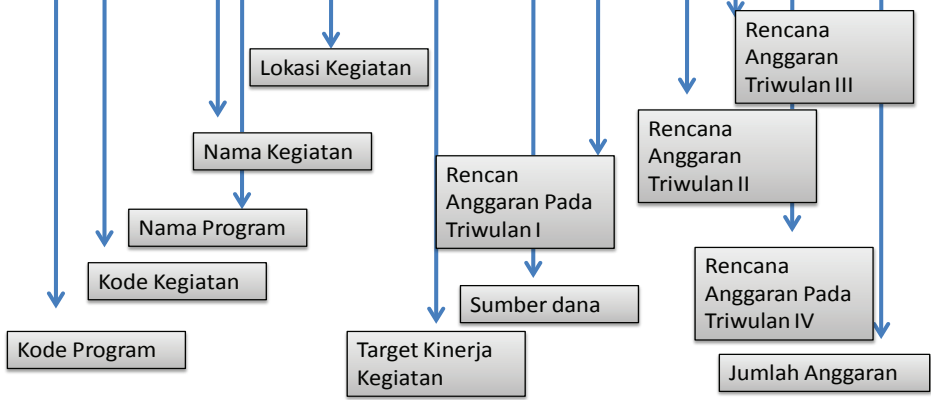 Rencana
Anggaran
Triwulan III
Lokasi Kegiatan
Rencana
Anggaran
Triwulan II
Nama Kegiatan
Rencan
Anggaran Pada
Triwulan I
Nama Program
Kode Kegiatan
Rencana
Anggaran Pada
Triwulan IV
Sumber dana
Kode Program
Target Kinerja
Kegiatan
Jumlah Anggaran